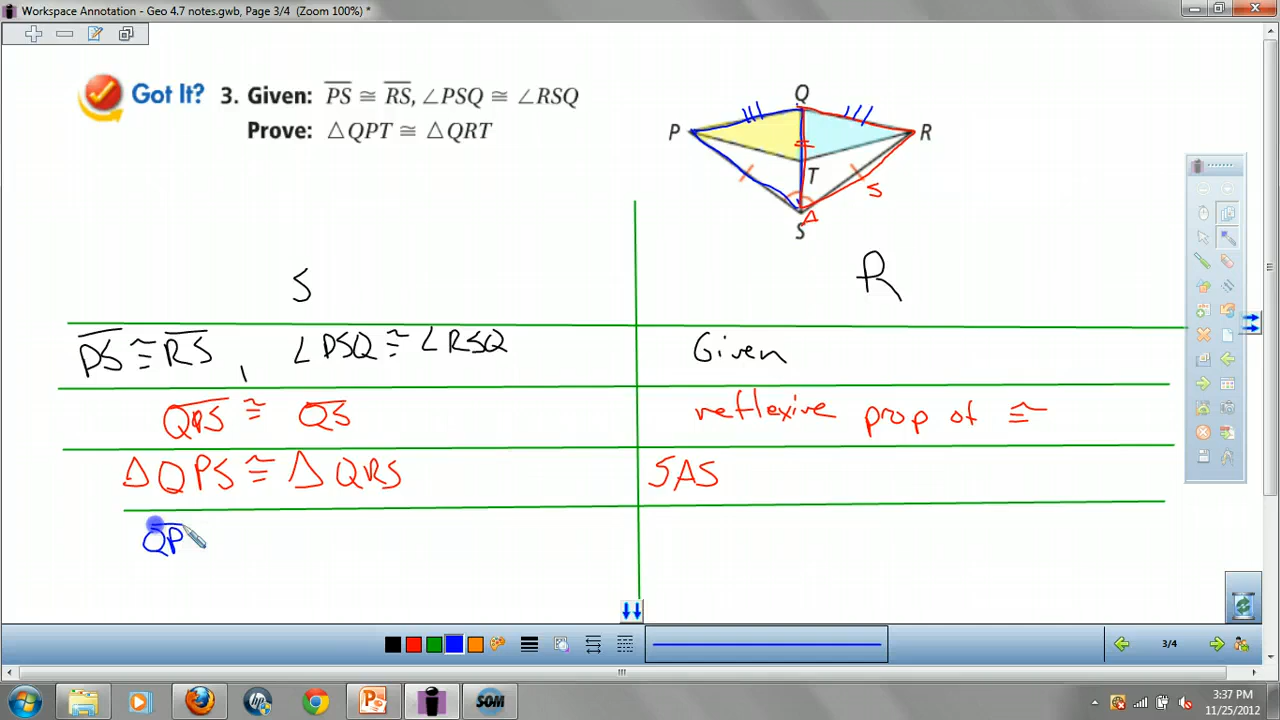 Workspace Annotation - Geo 4.7 notes.gwb, Page 3/4 (Zoom 100%) *
Got It? 3. Given: PS ≅ RS, ∠PSQ ≅ ∠RSQ
Prove: △QPT ≅ △QRT
Q
P
R
T
S
A
S
S
R
PS ≅ RS, ∠PSQ ≅ ∠RSQ
Given
QS ≅ QS
reflexive prop of ≅
△QPS ≅ △QRS
SAS
QP
3/4
hp
P
SOM
3:37 PM
11/25/2012